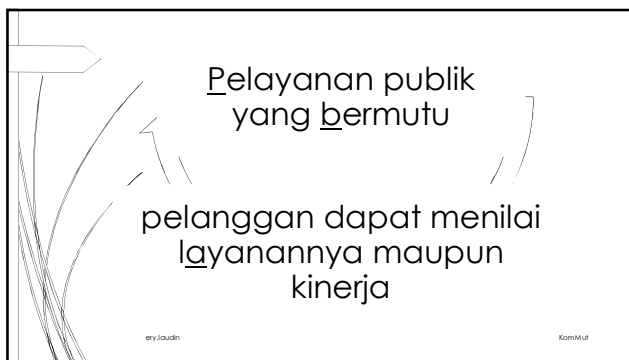 Pelayanan publik
yang bermutu
pelanggan dapat menilai
layanannya maupun
kinerja
ery.laudin
KomMut